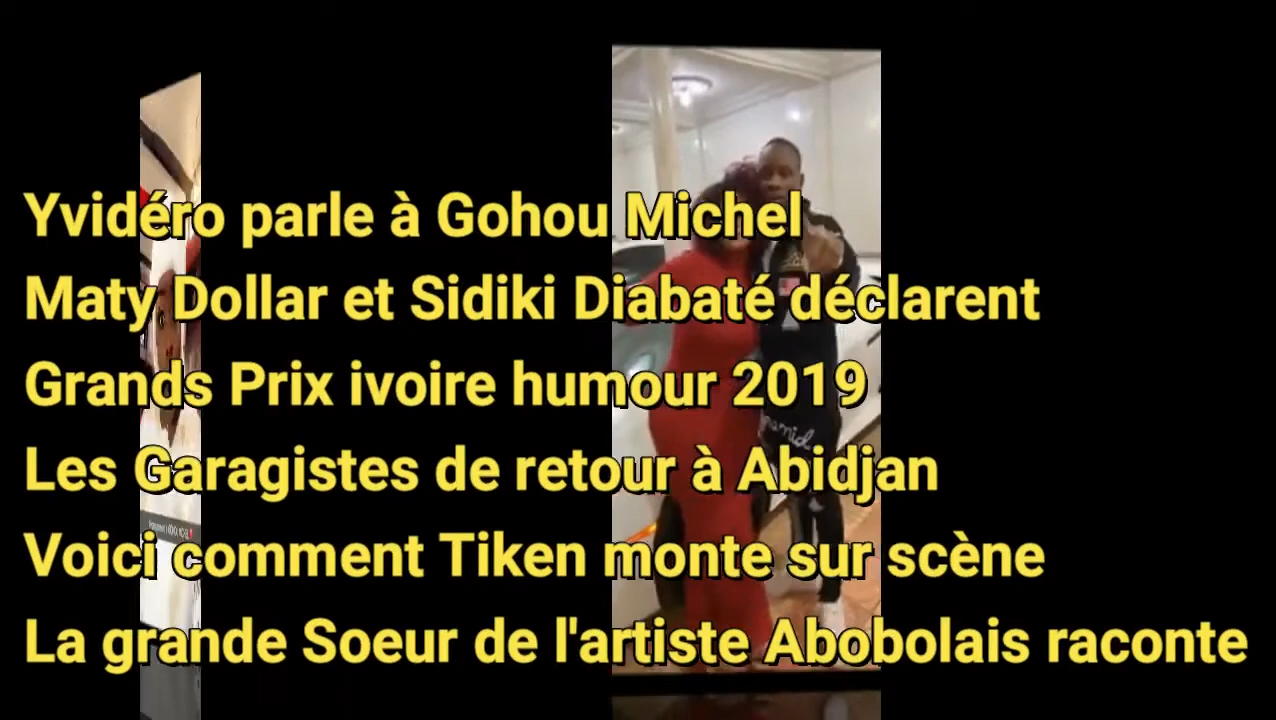 Yvidéro parle à Gohou Michel
Maty Dollar et Sidiki Diabaté déclarent
Grands Prix ivoire humour 2019
Les Garagistes de retour à Abidjan
Voici comment Tiken monte sur scène
La grande Soeur de l'artiste Abobolais raconte